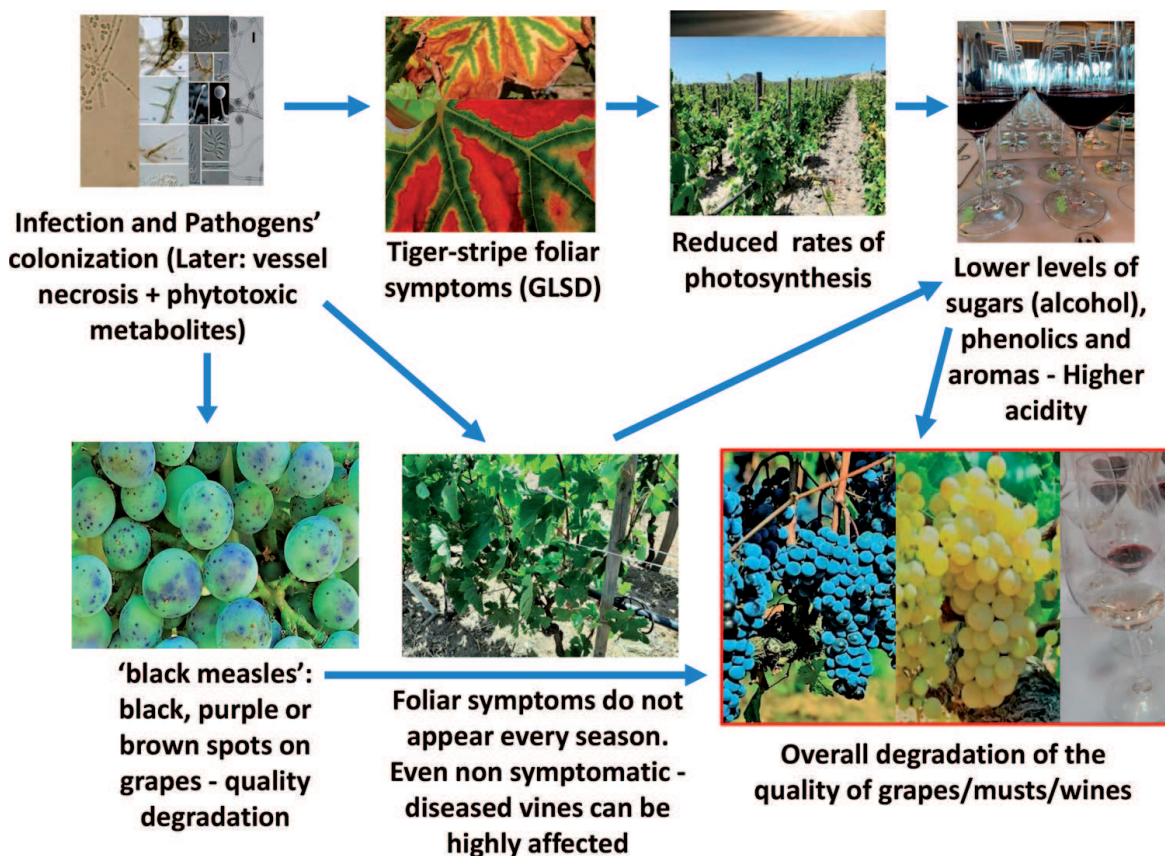 Infection and Pathogens’
colonization (Later: vessel
necrosis + phytotoxic
metabolites)
Tiger-stripe foliar
symptoms (GLSD)
Reduced rates of
photosynthesis
Lower levels of
sugars (alcohol),
phenolics and
aromas - Higher
acidity
‘black measles’:
black, purple or
brown spots on
grapes - quality
degradation
Foliar symptoms do not
appear every season.
Even non symptomatic -
diseased vines can be
highly affected
Overall degradation of the
quality of grapes/musts/wines